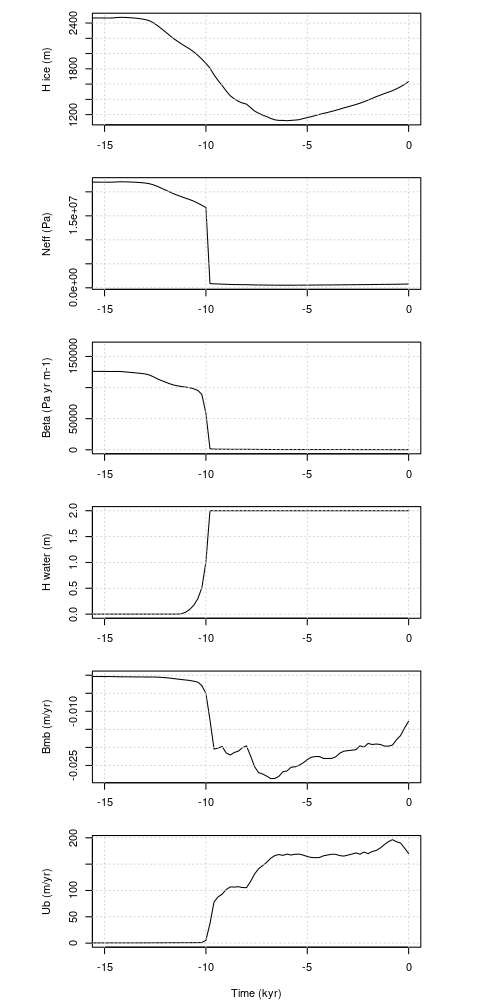 H ice (m)
2400
1800
1200
-15 -10 -5 0
Neff (Pa)
1.5e+07
0.0e+00
-15 -10 -5 0
Beta (Pa yr m-1)
150000
50000
0
-15 -10 -5 0
H water (m)
2.0
1.5
1.0
0.5
0.0
-15 -10 -5 0
Bmb (m/yr)
-0.010
-0.025
-15 -10 -5 0
Ub (m/yr)
200
100
50
0
-15 -10 -5 0
Time (kyr)